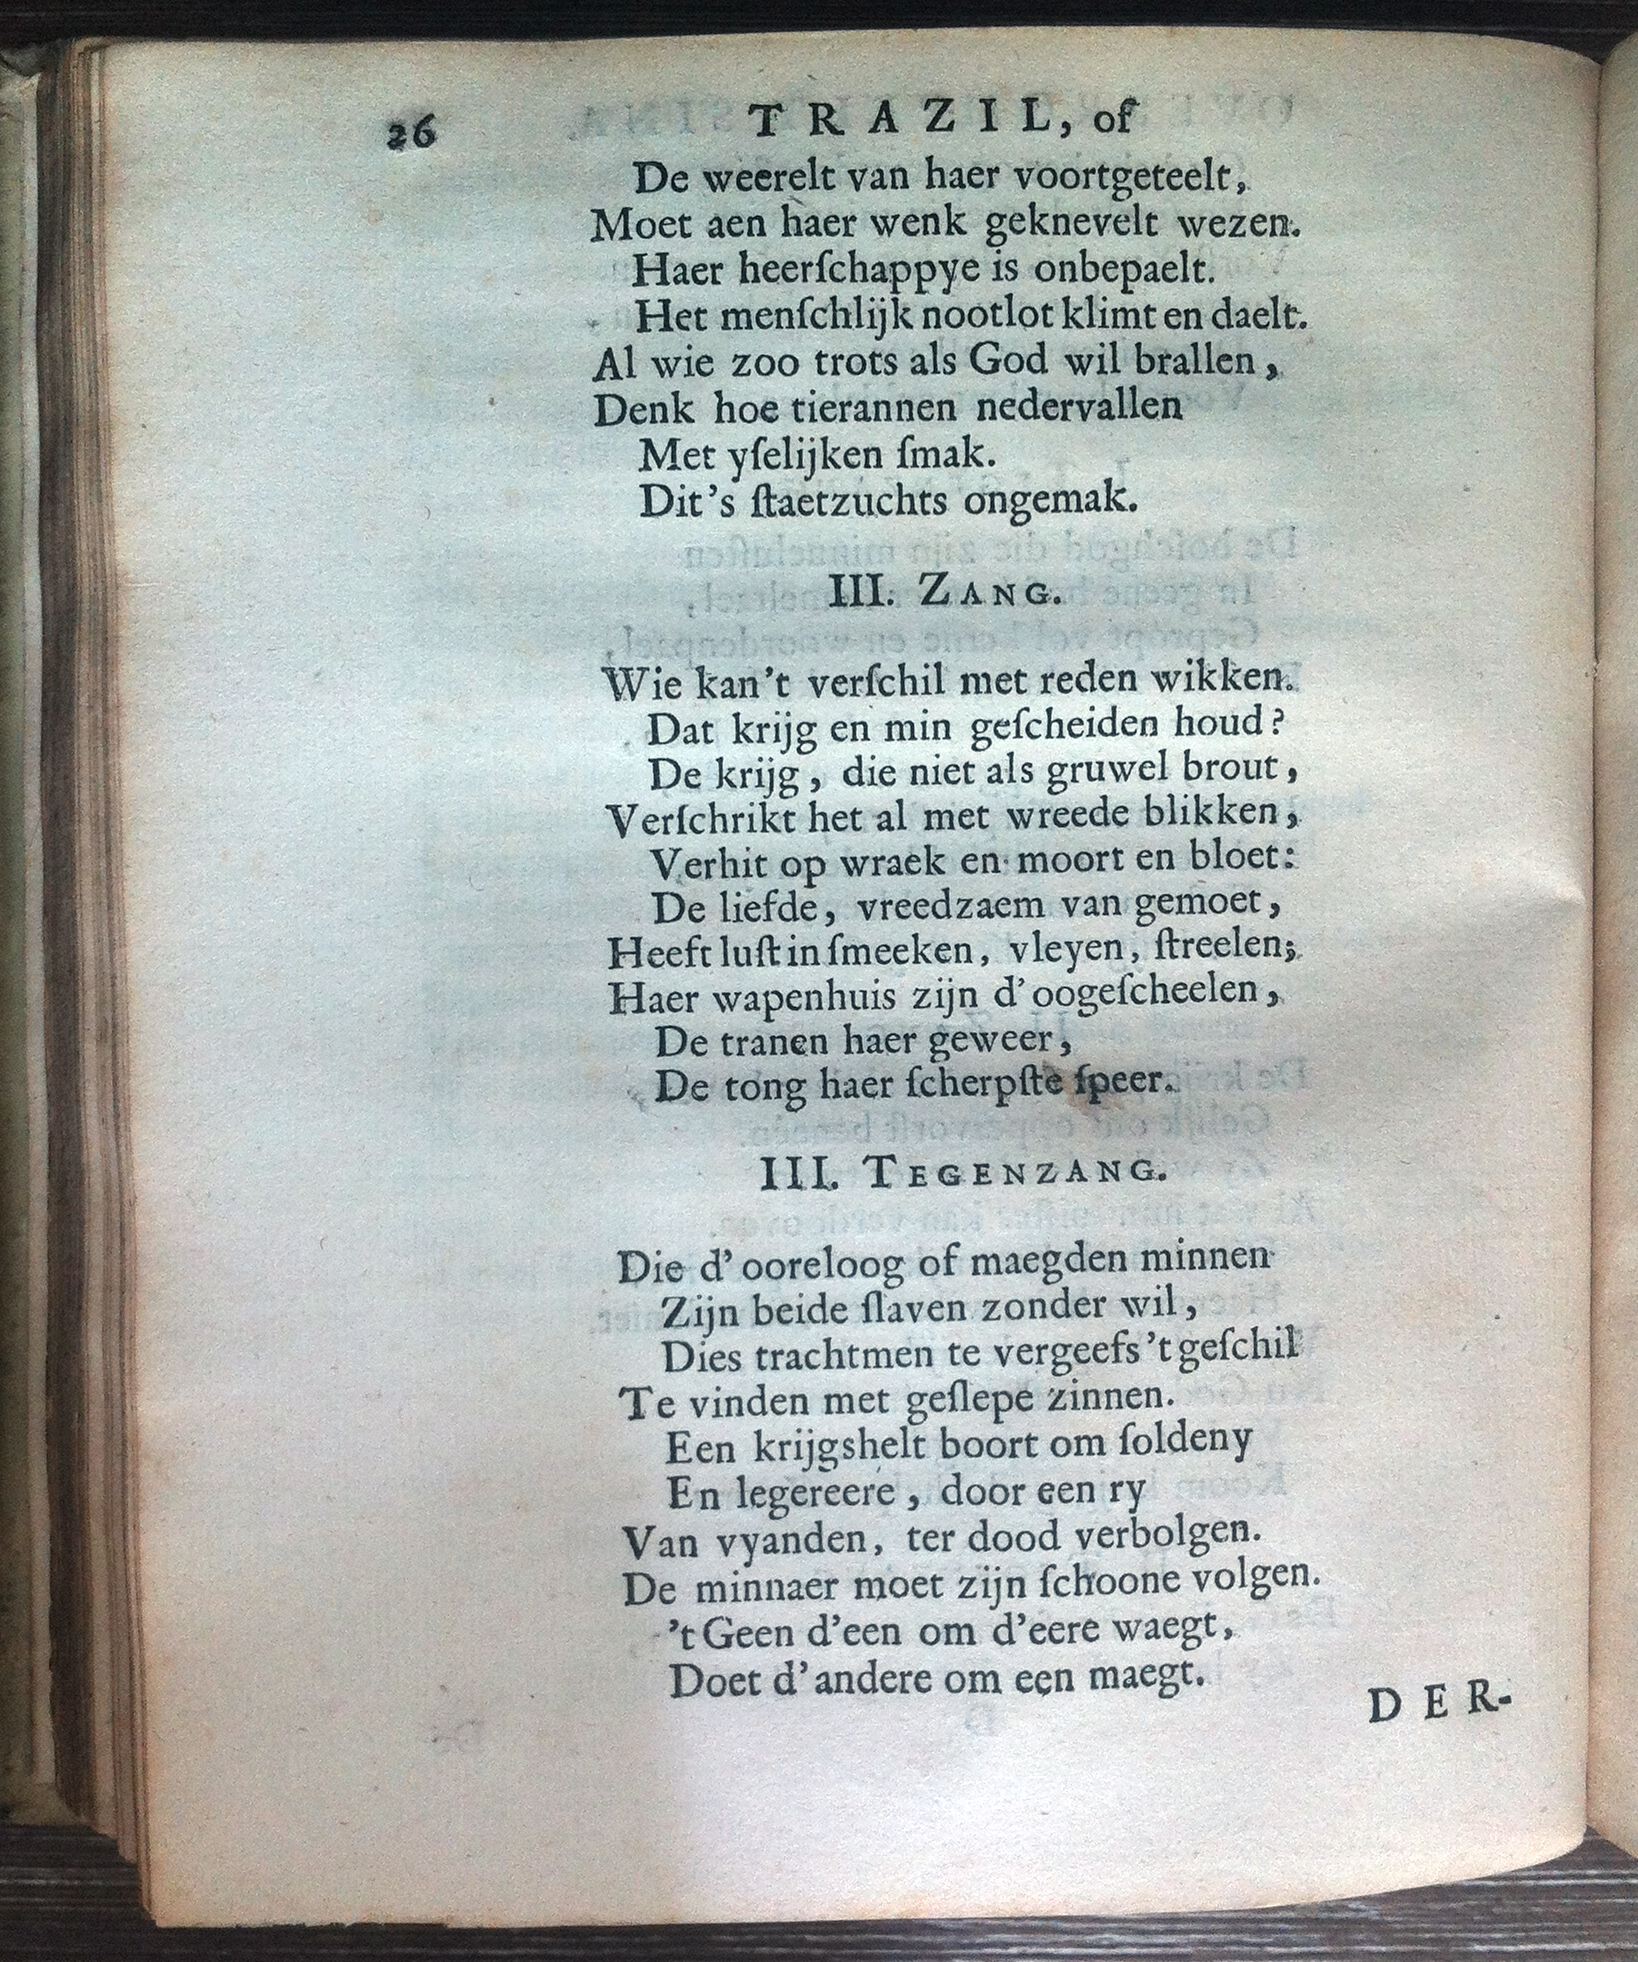 26 TRAZIL, of
De weerelt van haer voortgeteelt,
Moet aen haer wenk geknevelt wezen.
Haer heerſchappye is onbepaelt.
Het menſchlijk nootlot klimt en daelt.
Al wie zoo trots als God wil brallen,
Denk hoe tierannen nedervallen
Met yſelijken ſmak.
Dit's ſtaetzuchts ongemak.
III. ZANG.
Wie kan't verſchil met reden wikken.
Dat krijg en min geſcheiden houd?
De krijg, die niet als gruwel brout,
Verſchrikt het al met wreede blikken,
Verhit op wraek en moort en bloet:
De liefde, vreedzaem van gemoet,
Heeft luſt in ſmeeken, vleyen, ſtreelen;
Haer wapenhuis zijn d'oogeſcheelen,
De tranen haer geweer,
De tong haer ſcherpſte ſpeer.
III. TEGENZANG.
Die d'ooreloog of maegden minnen
Zijn beide ſlaven zonder wil,
Dies trachtmen te vergeefs 't geſchil
Te vinden met geſlepe zinnen.
Een krijgshelt boort om ſoldeny
En legereere, door een ry
Van vyanden, ter dood verbolgen.
De minnaer moet zijn ſchoone volgen.
't Geen d'een om d'eere waegt,
Doet d'andere om een maegt.
DER-